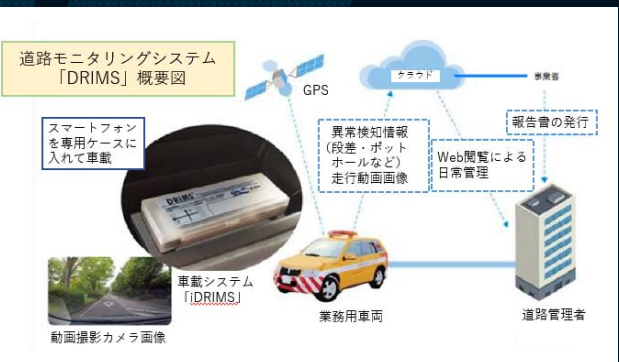 道路モニタリングシステム
「DRIMS」概要図
GPS
クラウド
事業者
スマートフォン
を専用ケースに
入れて車載
異常検知情報
(段差・ポット
ホールなど)
走行動画画像
Web閲覧による
日常管理
報告書の発行
DRIMS
車載システム
「iDRIMS」
動画撮影カメラ画像
業務用車両
道路管理者